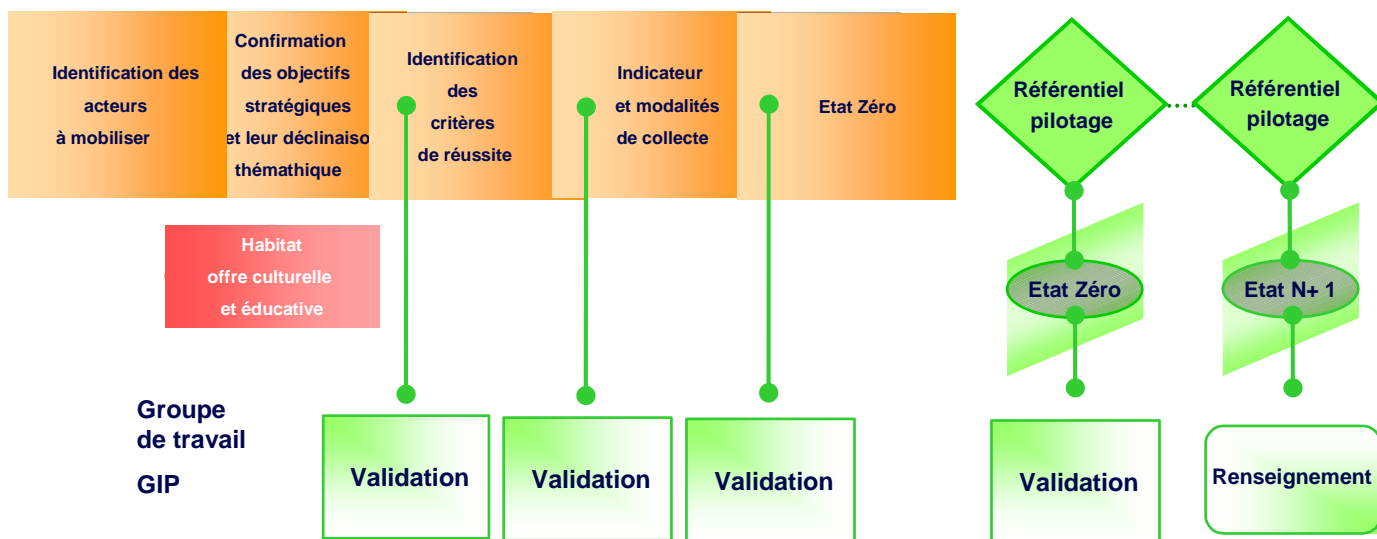 Identification des
acteurs
à mobiliser
Confirmation
des objectifs
stratégiques
et leur déclinaiso
thémathique
Identification
des
critères
de réussite
Indicateur
et modalités
de collecte
Etat Zéro
Référentiel
pilotage
Référentiel
pilotage
Habitat
offre culturelle
et éducative
Etat Zéro
Etat N+ 1
Groupe
de travail
GIP
Validation
Validation
Validation
Validation
Renseignement